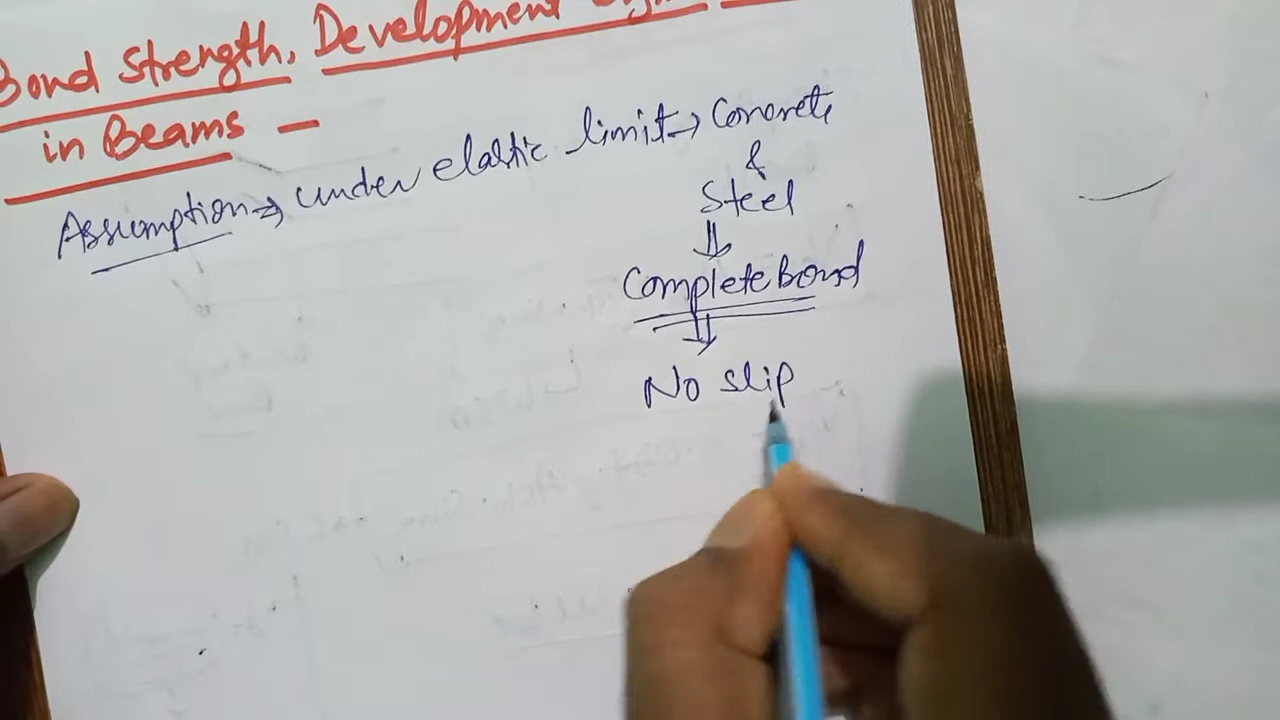 Bond Strength, Development
in Beams -
Assumption → under elastic limit → Concrete
&
Steel
⇓
Complete Bond
⇓
No slip